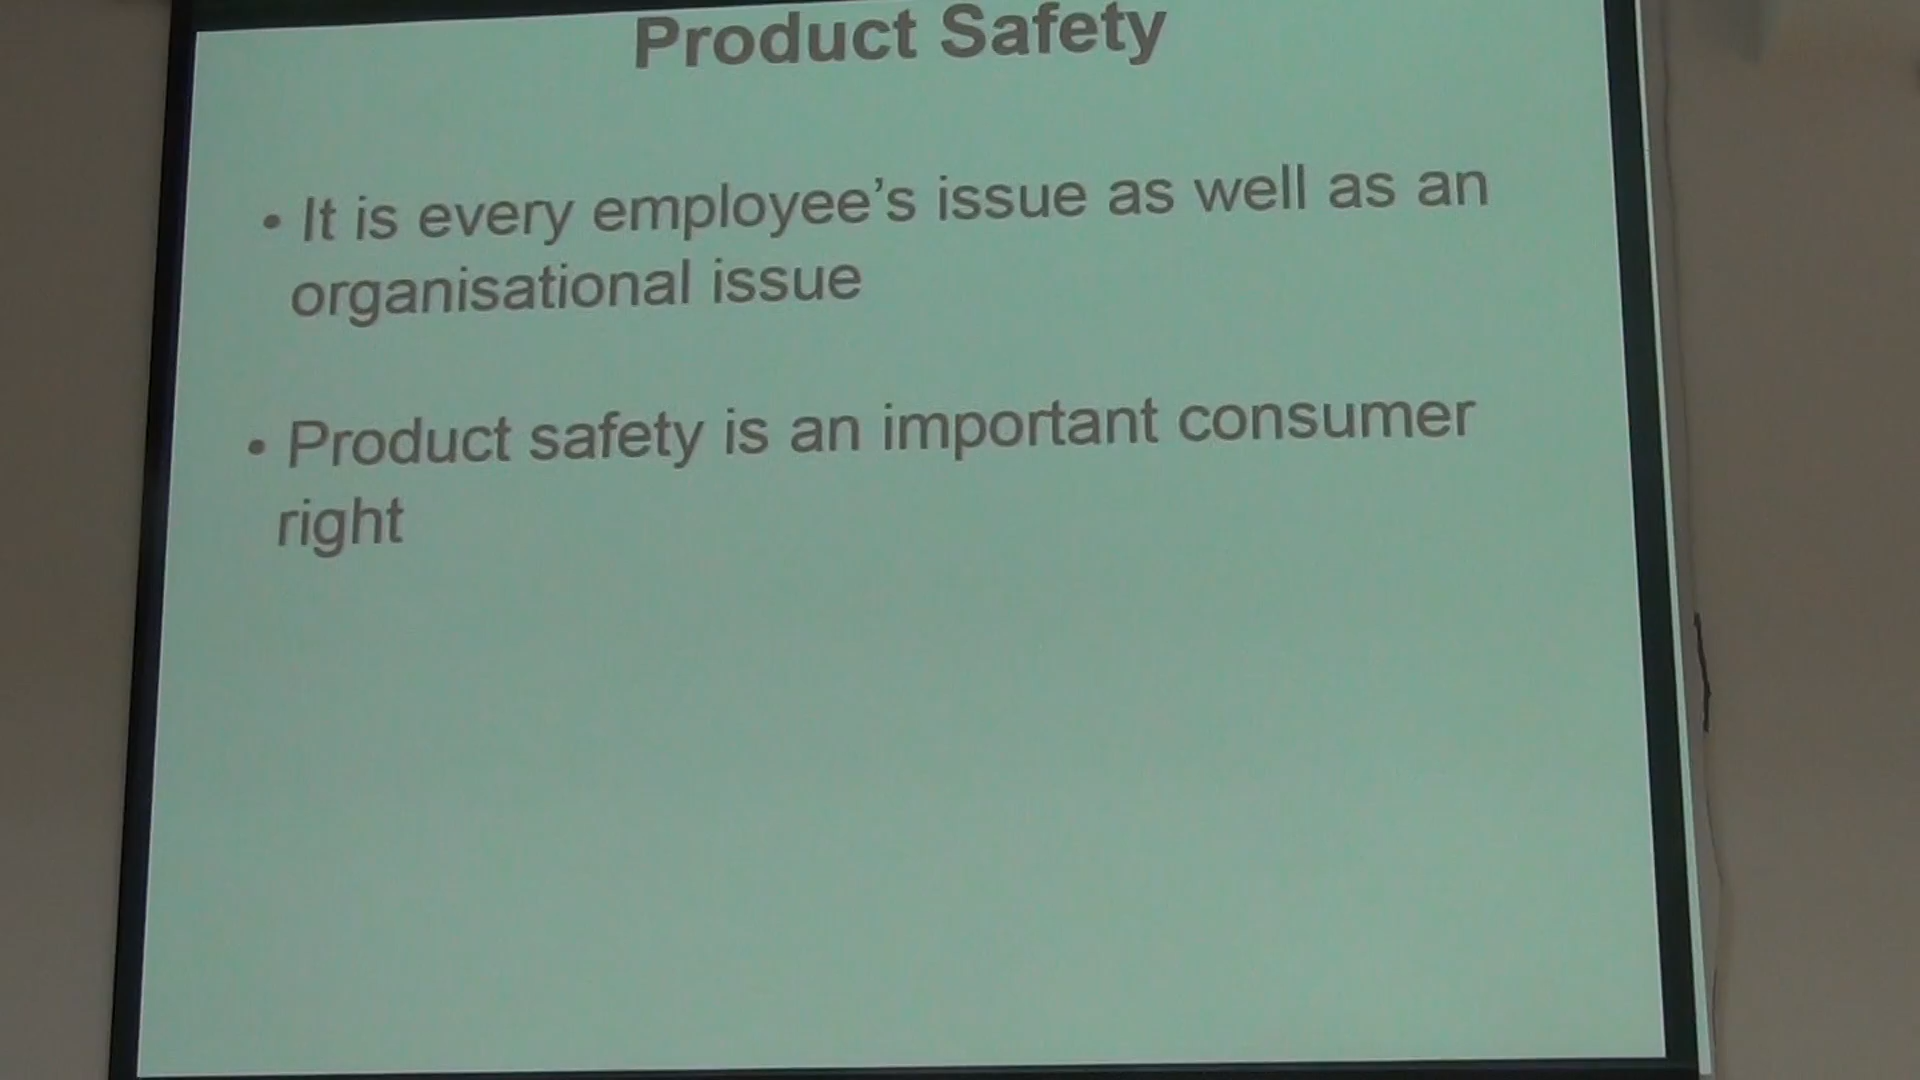 Product Safety
• It is every employee’s issue as well as an
organisational issue
• Product safety is an important consumer
right